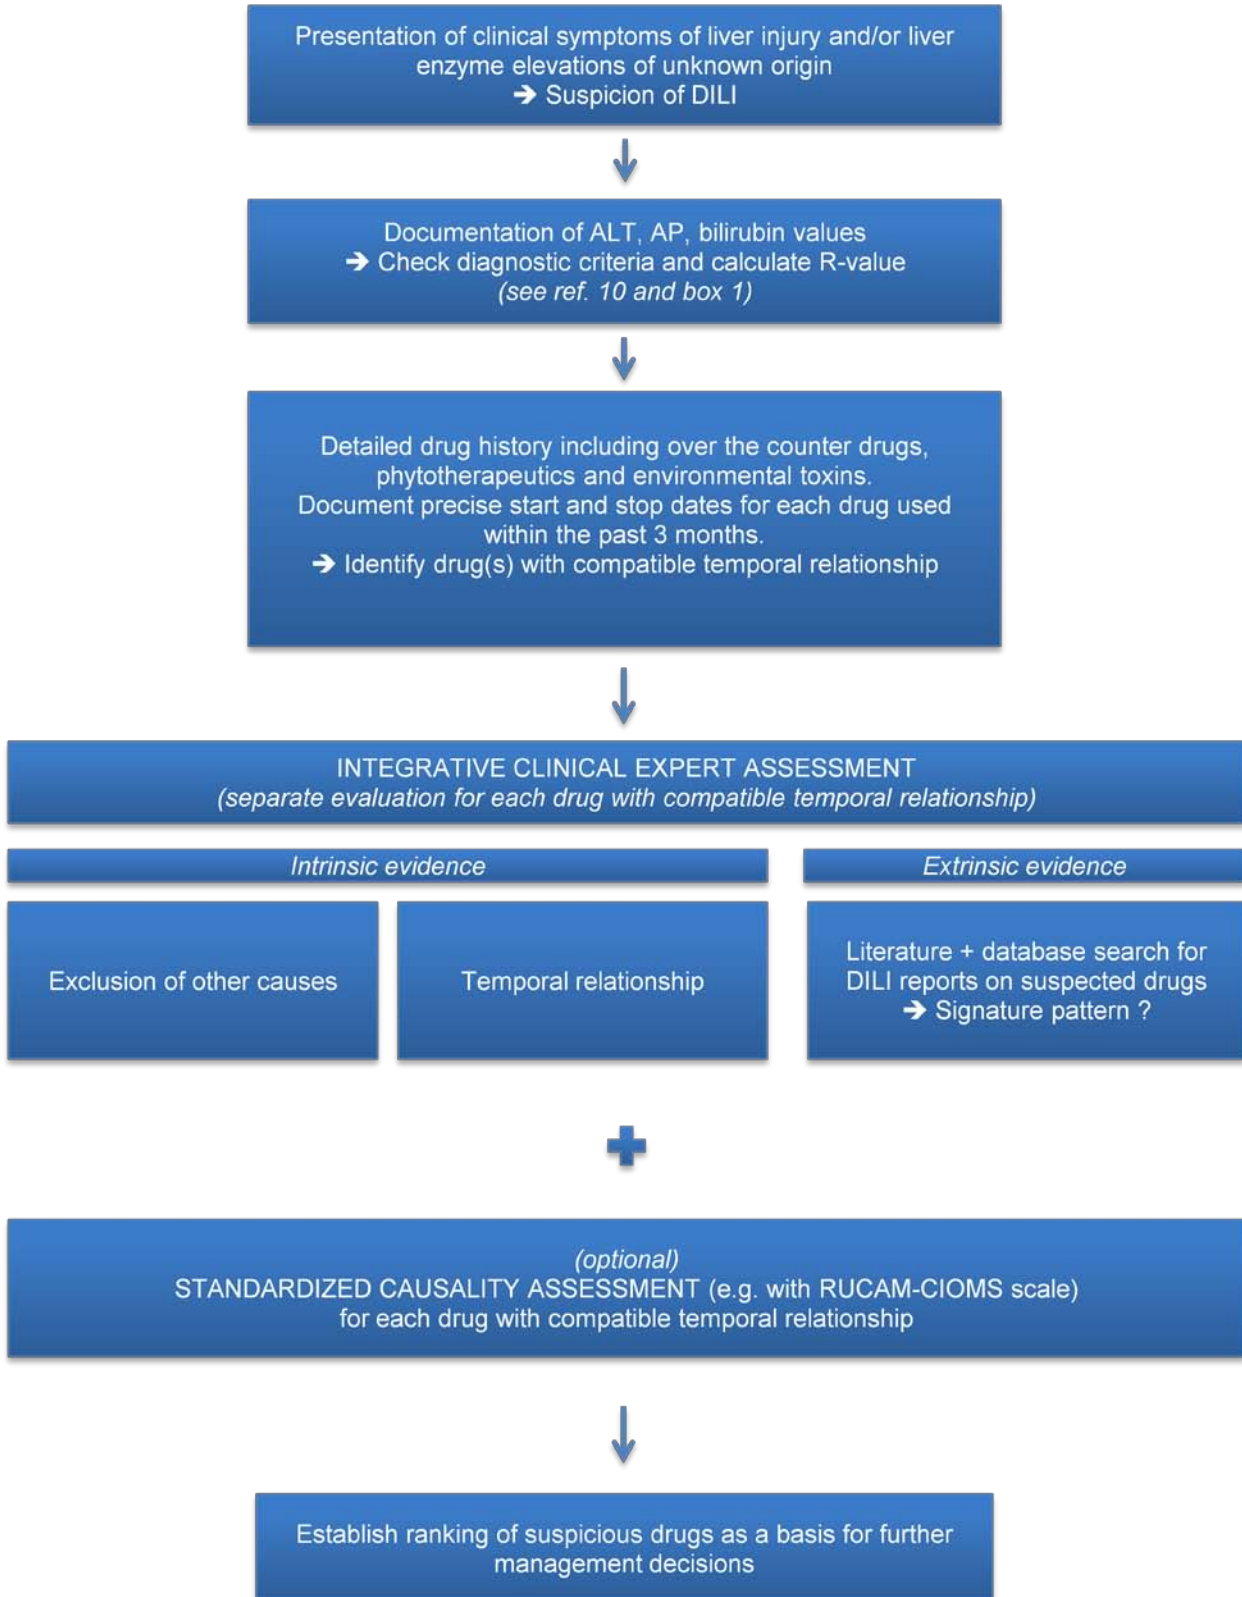 Presentation of clinical symptoms of liver injury and/or liver
enzyme elevations of unknown origin
➔ Suspicion of DILI
Documentation of ALT, AP, bilirubin values
➔ Check diagnostic criteria and calculate R-value
(see ref. 10 and box 1)
Detailed drug history including over the counter drugs,
phytotherapeutics and environmental toxins.
Document precise start and stop dates for each drug used
within the past 3 months.
➔ Identify drug(s) with compatible temporal relationship
INTEGRATIVE CLINICAL EXPERT ASSESSMENT
(separate evaluation for each drug with compatible temporal relationship)
Intrinsic evidence
Extrinsic evidence
Exclusion of other causes
Temporal relationship
Literature + database search for
DILI reports on suspected drugs
➔ Signature pattern ?
(optional)
STANDARDIZED CAUSALITY ASSESSMENT (e.g. with RUCAM-CIOMS scale)
for each drug with compatible temporal relationship
Establish ranking of suspicious drugs as a basis for further
management decisions